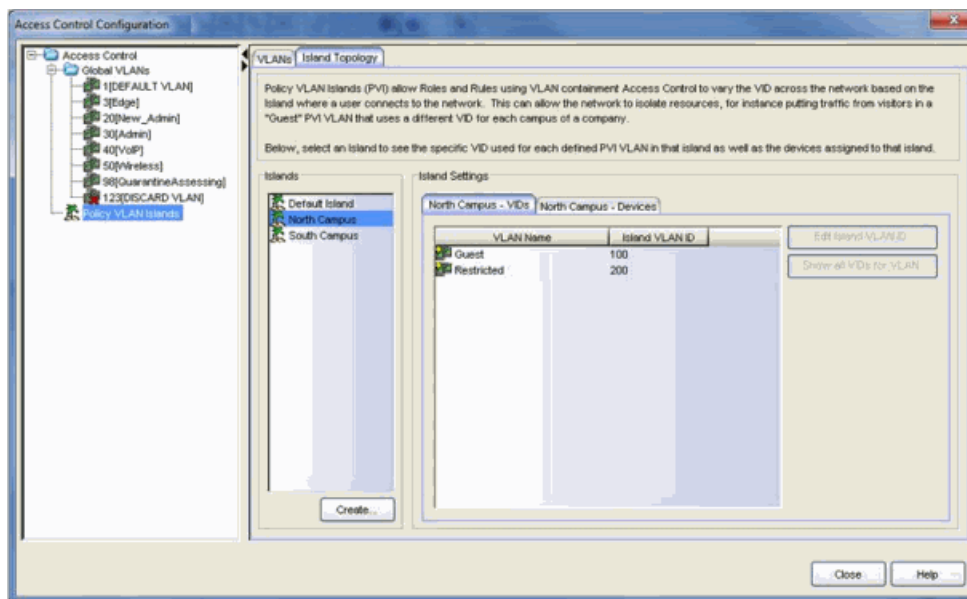 Access Control Configuration
Access Control
Global VLANs
1[DEFAULT VLAN]
3[Edge]
20[New_Admin]
30[Admin]
40[VoIP]
50[Wireless]
98[QuarantineAssessing]
123[DISCARD VLAN]
Policy VLAN Islands
VLANs Island Topology
Policy VLAN Islands (PVI) allow Roles and Rules using VLAN containment Access Control to vary the VID across the network based on the
Island where a user connects to the network. This can allow the network to isolate resources, for instance putting traffic from visitors in a
"Guest" PVI VLAN that uses a different VID for each campus of a company.
Below, select an Island to see the specific VID used for each defined PVI VLAN in that island as well as the devices assigned to that island.
Islands
Default Island
North Campus
South Campus
Create...
Island Settings
North Campus - VIDs North Campus - Devices
VLAN Name Island VLAN ID
Guest 100
Restricted 200
Edit Island VLAN ID
Show all VIDs for VLAN
Close Help